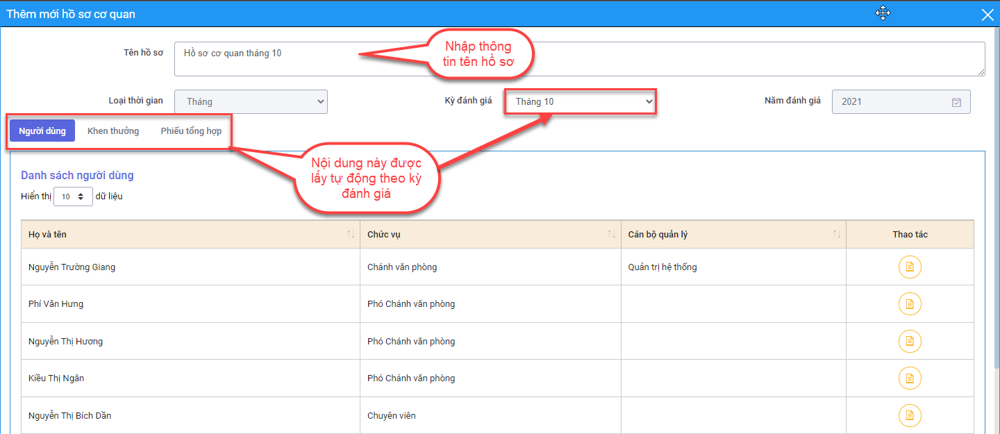 Thêm mới hồ sơ cơ quan
Tên hồ sơ
Hồ sơ cơ quan tháng 10
Nhập thông
tin tên hồ sơ
Loại thời gian
Tháng
Kỳ đánh giá
Tháng 10
Năm đánh giá
2021
Người dùng
Khen thưởng
Phiếu tổng hợp
Nội dung này được
lấy tự động theo kỳ
đánh giá
Danh sách người dùng
Hiển thị 10 dữ liệu
Họ và tên
Chức vụ
Cán bộ quản lý
Thao tác
Nguyễn Trường Giang
Chánh văn phòng
Quản trị hệ thống
Phí Văn Hưng
Phó Chánh văn phòng
Nguyễn Thị Hương
Phó Chánh văn phòng
Kiều Thị Ngân
Phó Chánh văn phòng
Nguyễn Thị Bích Dần
Chuyên viên